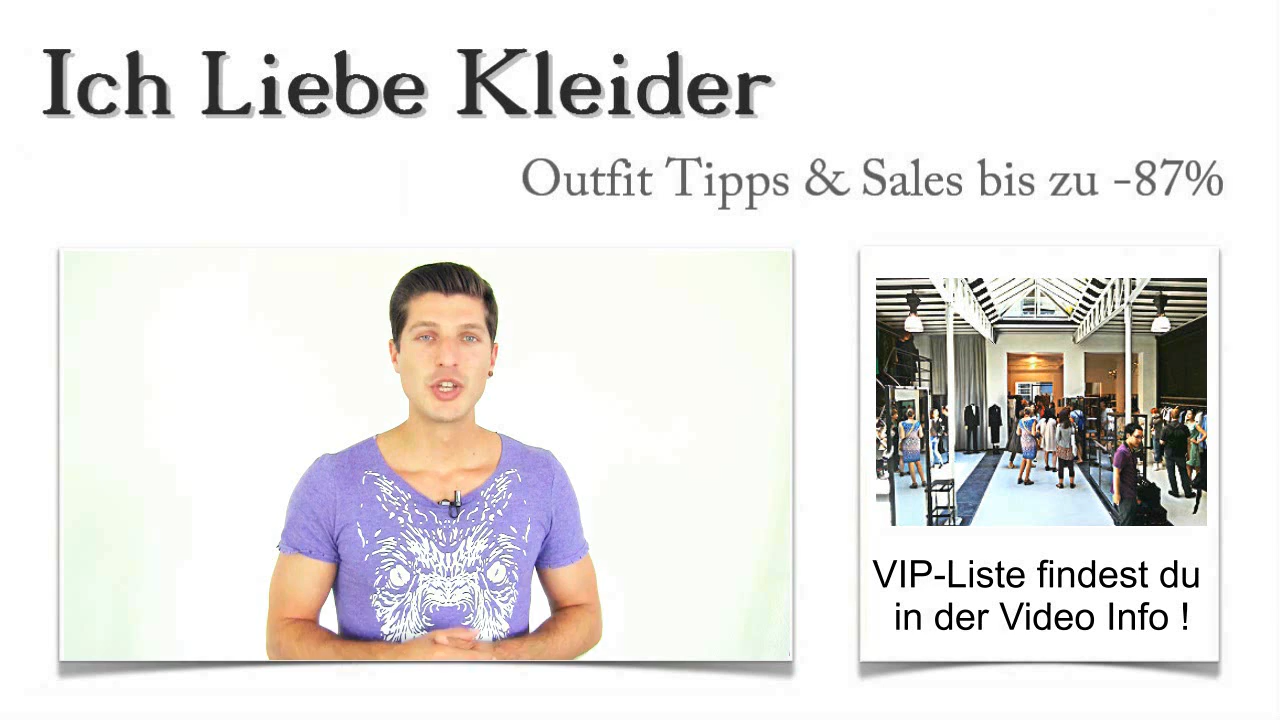 Ich Liebe Kleider
Outfit Tipps & Sales bis zu -87%
VIP-Liste findest du
in der Video Info !